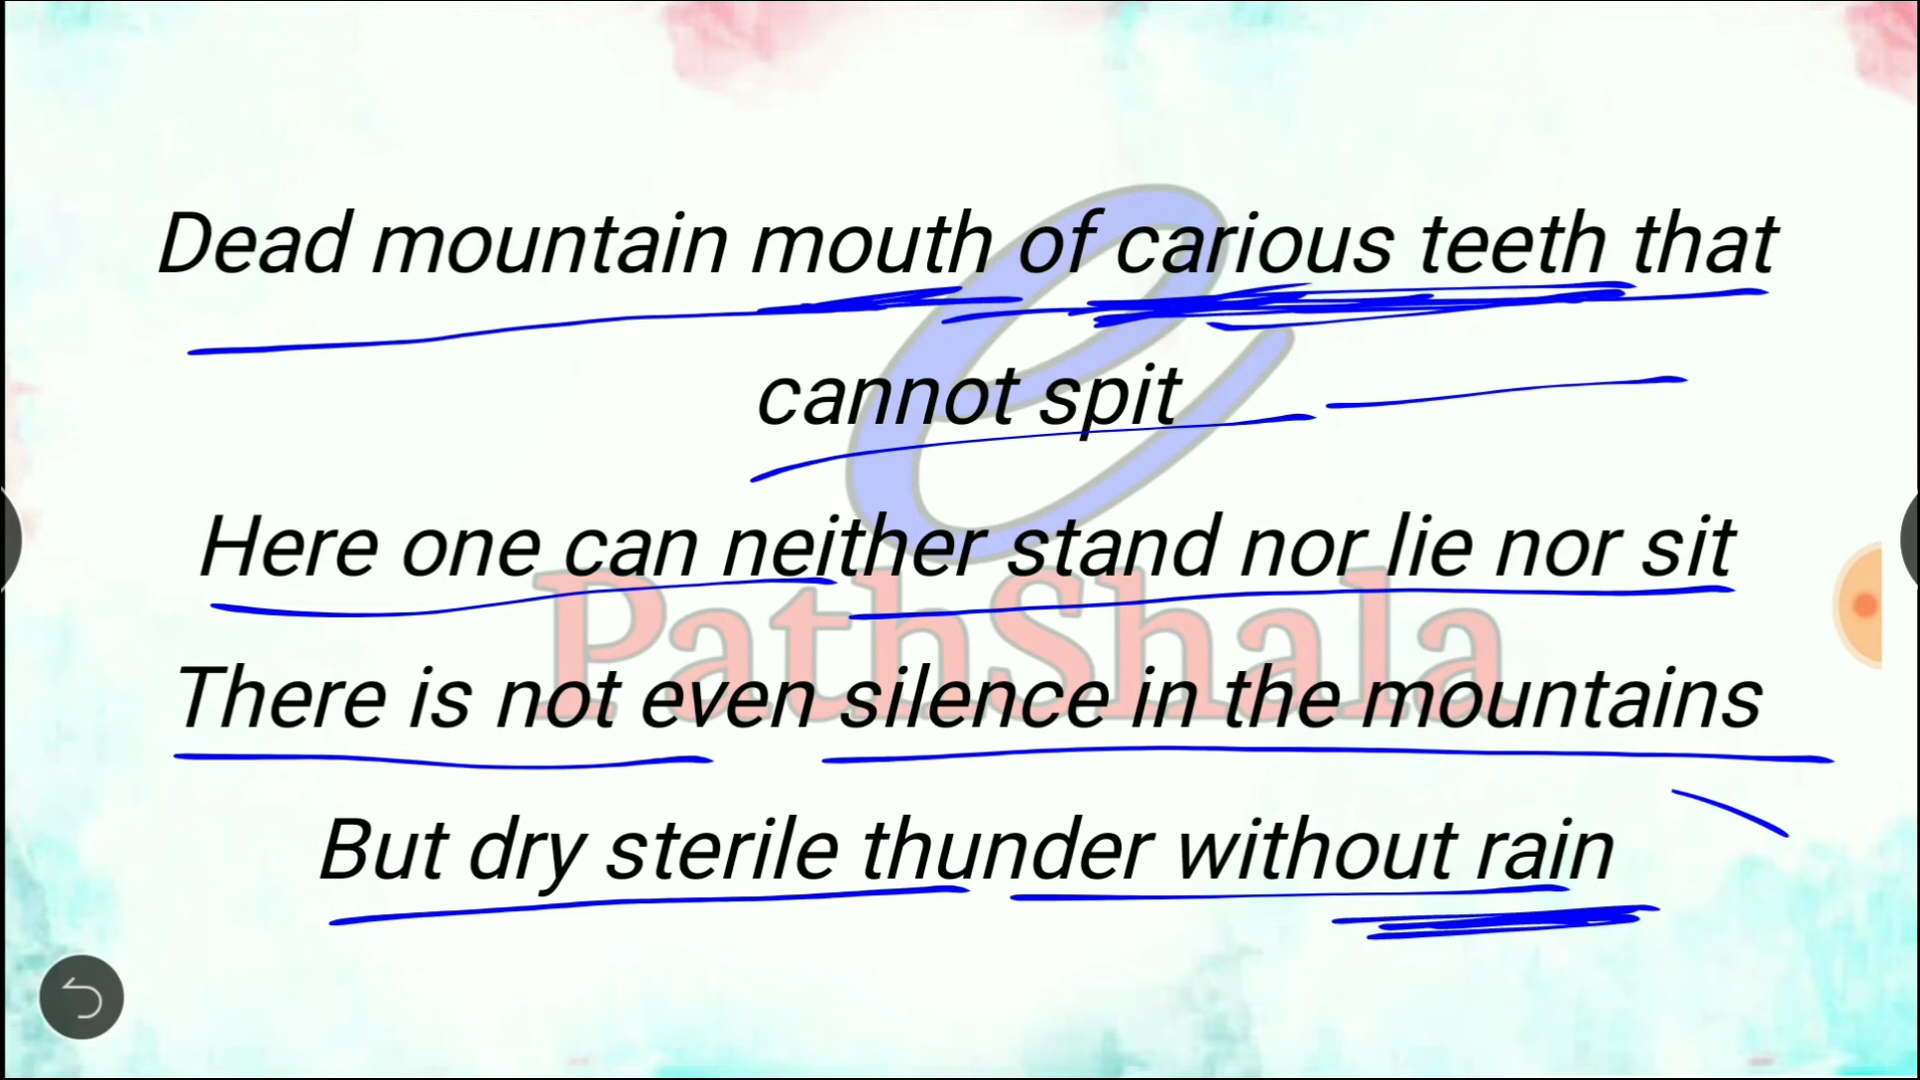 Dead mountain mouth of carious teeth that
cannot spit
Here one can neither stand nor lie nor sit
There is not even silence in the mountains
But dry sterile thunder without rain
e
PathShala